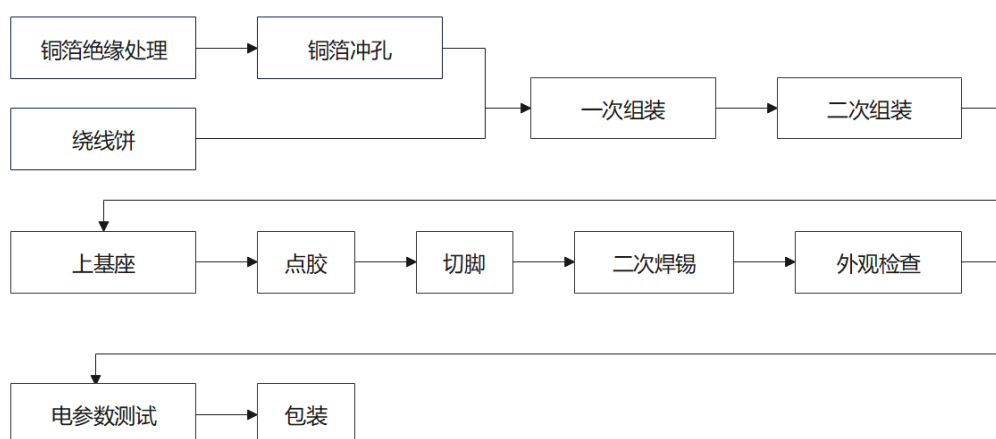 铜箔绝缘处理
铜箔冲孔
绕线饼
一次组装
二次组装
上基座
点胶
切脚
二次焊锡
外观检查
电参数测试
包装